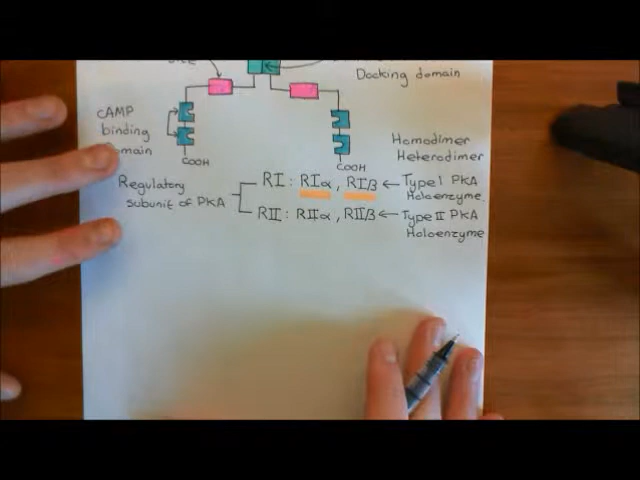 Docking domain
cAMP
binding
Domain
COOH
COOH
Homodimer
Heterodimer
Regulatory
subunit of PKA
RI : RIα , RIβ ← Type I PKA
Holoenzyme
RII : RIIα , RIIβ ← Type II PKA
Holoenzyme